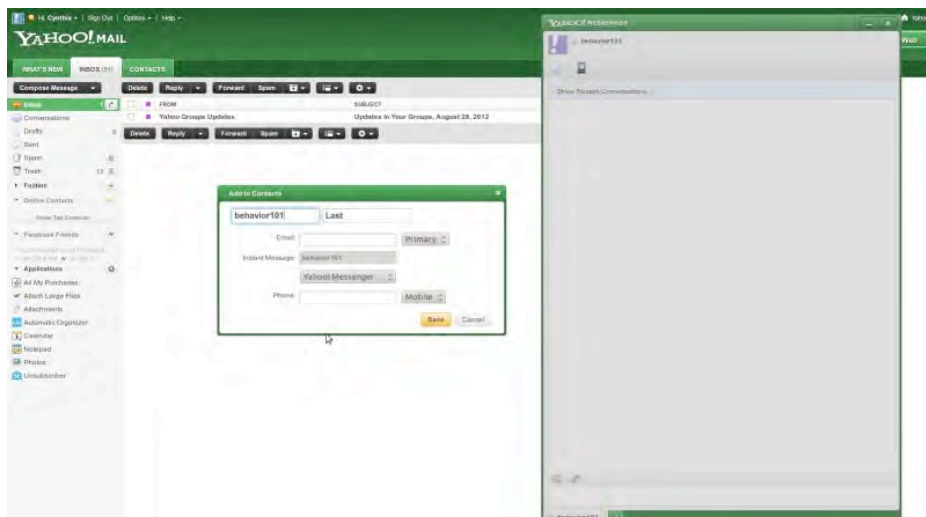 Hi, Cynthia | Sign Out | Options | Help
YAHOO! MAIL
WHAT'S NEW INBOX (51) CONTACTS
Compose Message Delete Reply Forward Spam
Inbox
FROM SUBJECT
Conversations
Yahoo Groups Updates Updates in Your Groups, August 28, 2012
Drafts
Delete Reply Forward Spam
Sent
Spam
Trash
Folders
Online Contacts
Facebook Friends
Applications
All My Purchases
Attach Large Files
Attachments
Automatic Organizer
Calendar
Notepad
Photos
Unsubscriber
Add to Contacts
behavior101 Last
Email: Primary
Instant Message: behavior101
Yahoo! Messenger
Phone: Mobile
Save Cancel
YAHOO! MESSENGER
behavior101
Show Recent Conversations
behavior101
Web